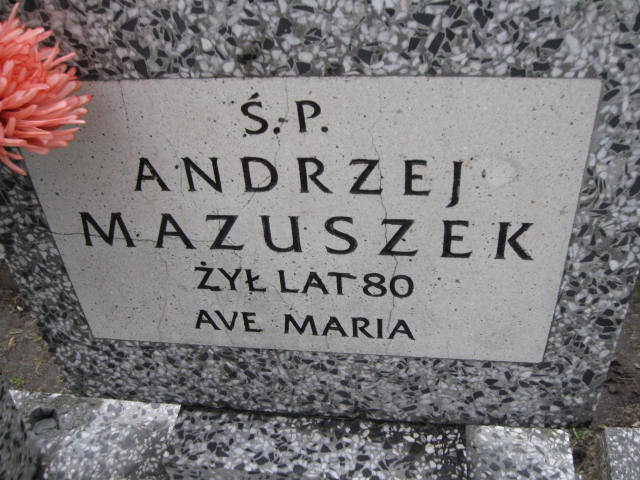 Ś.P.
ANDRZEJ
MAZUSZEK
ŻYŁ LAT 80
AVE MARIA